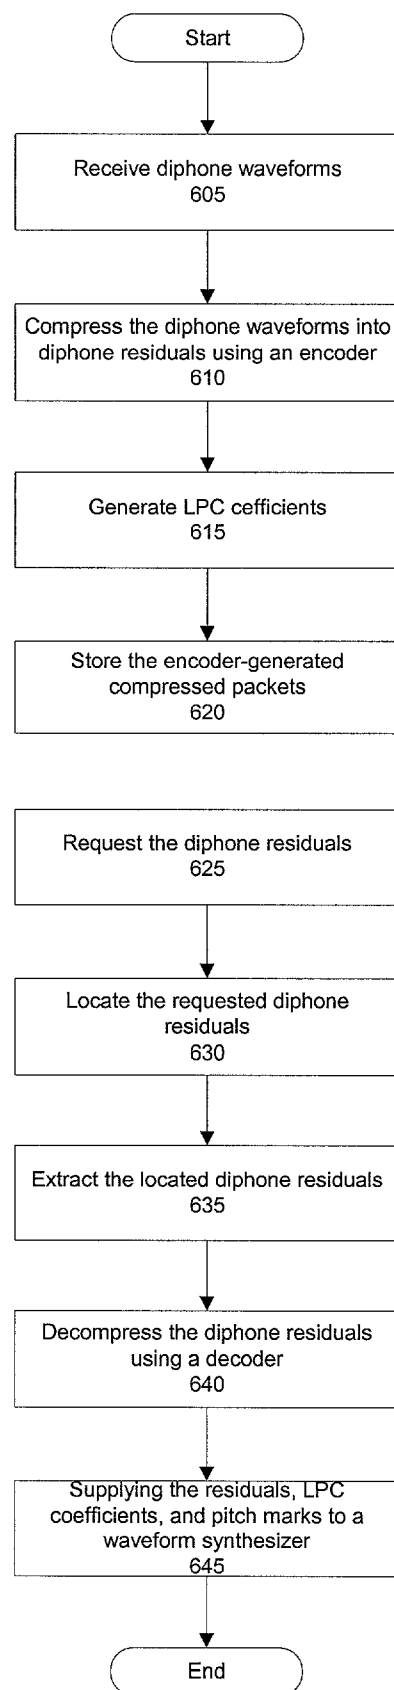 Start
Receive diphone waveforms
605
Compress the diphone waveforms into
diphone residuals using an encoder
610
Generate LPC cefficients
615
Store the encoder-generated
compressed packets
620
Request the diphone residuals
625
Locate the requested diphone
residuals
630
Extract the located diphone residuals
635
Decompress the diphone residuals
using a decoder
640
Supplying the residuals, LPC
coefficients, and pitch marks to a
waveform synthesizer
645
End